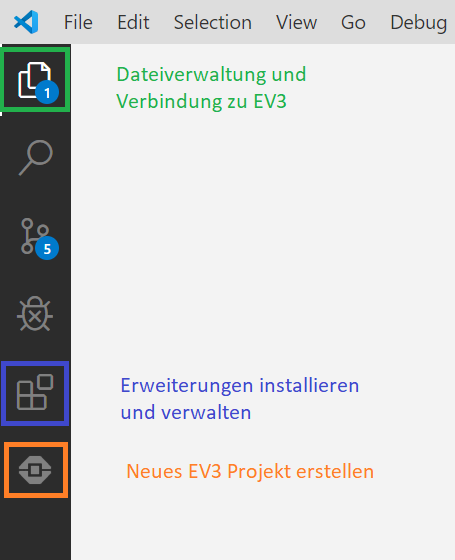 File Edit Selection View Go Debug
Dateiverwaltung und
Verbindung zu EV3
1
5
Erweiterungen installieren
und verwalten
Neues EV3 Projekt erstellen